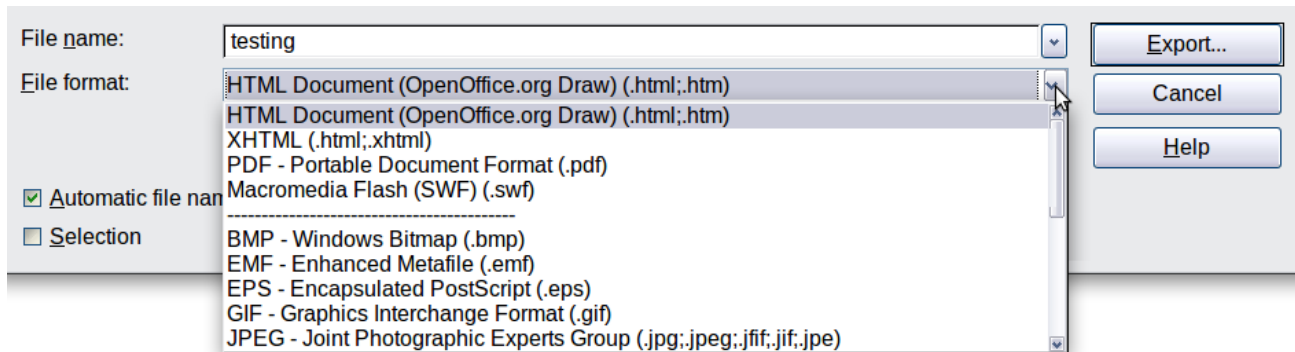 File name:
testing
Export...
File format:
HTML Document (OpenOffice.org Draw) (.html;.htm)
Cancel
HTML Document (OpenOffice.org Draw) (.html;.htm)
XHTML (.html;.xhtml)
Help
PDF - Portable Document Format (.pdf)
Macromedia Flash (SWF) (.swf)
Automatic file nam
------------------------------------------
Selection
BMP - Windows Bitmap (.bmp)
EMF - Enhanced Metafile (.emf)
EPS - Encapsulated PostScript (.eps)
GIF - Graphics Interchange Format (.gif)
JPEG - Joint Photographic Experts Group (.jpg;.jpeg;.jfif;.jif;.jpe)